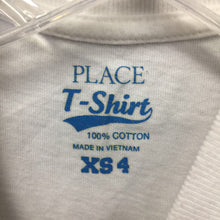 PLACE
T-Shirt
100% COTTON
MADE IN VIETNAM
XS 4